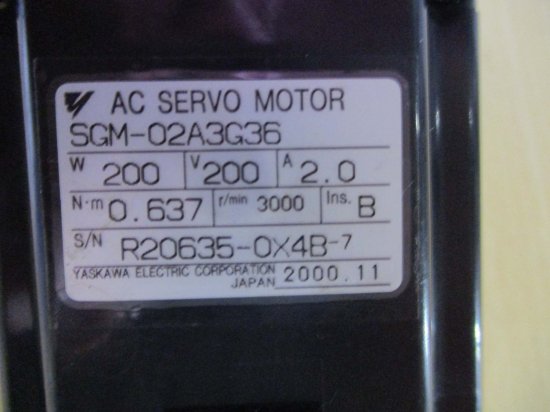 AC SERVO MOTOR
SGM-02A3G36
W 200 V 200 A 2.0
N·m 0.637 r/min 3000 Ins. B
S/N R20635-0X4B-7
YASKAWA ELECTRIC CORPORATION 2000.11
JAPAN